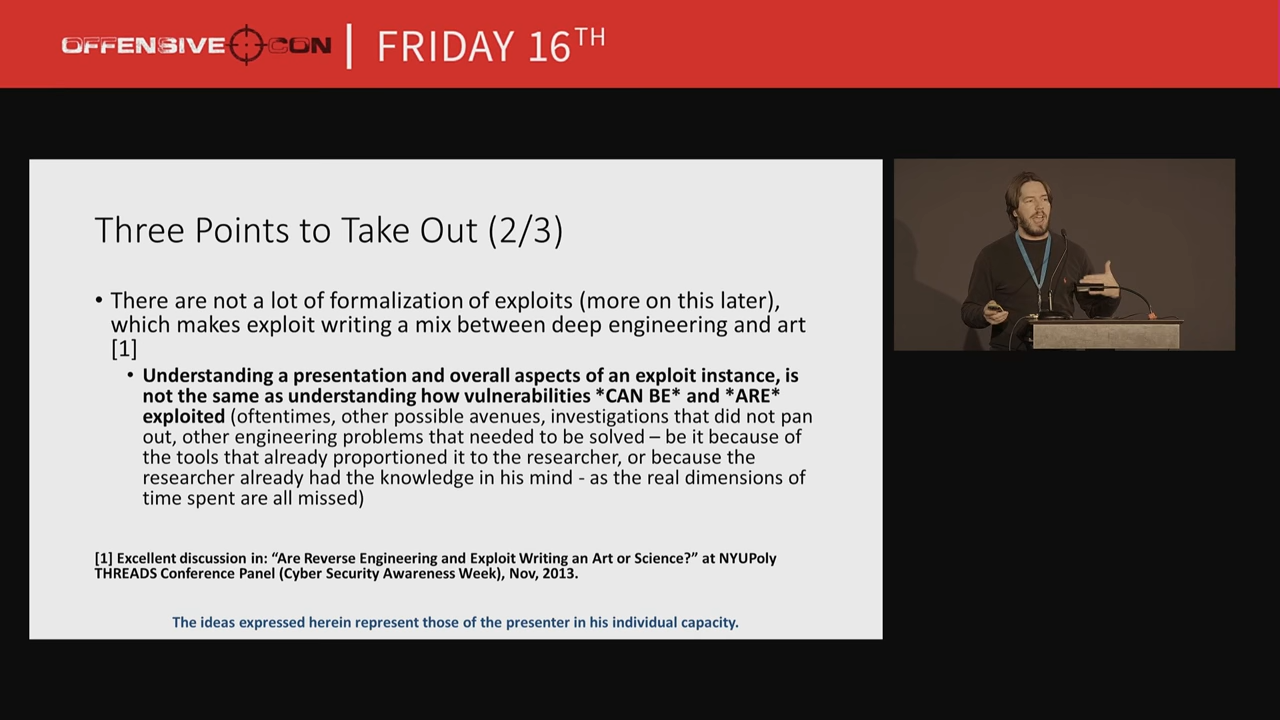 OFFENSIVE CON | FRIDAY 16TH
Three Points to Take Out (2/3)
• There are not a lot of formalization of exploits (more on this later),
which makes exploit writing a mix between deep engineering and art
[1]
• Understanding a presentation and overall aspects of an exploit instance, is
not the same as understanding how vulnerabilities *CAN BE* and *ARE*
exploited (oftentimes, other possible avenues, investigations that did not pan
out, other engineering problems that needed to be solved – be it because of
the tools that already proportioned it to the researcher, or because the
researcher already had the knowledge in his mind - as the real dimensions of
time spent are all missed)
[1] Excellent discussion in: “Are Reverse Engineering and Exploit Writing an Art or Science?” at NYUPoly
THREADS Conference Panel (Cyber Security Awareness Week), Nov, 2013.
The ideas expressed herein represent those of the presenter in his individual capacity.